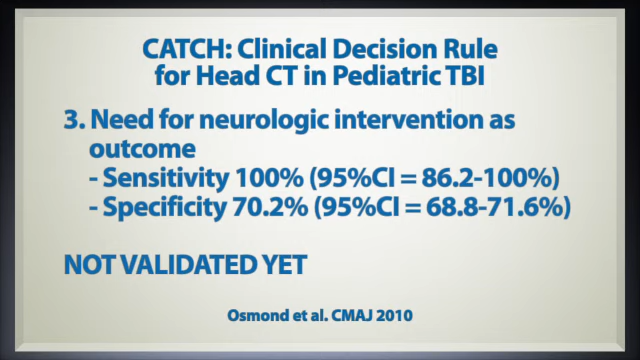 CATCH: Clinical Decision Rule
for Head CT in Pediatric TBI
3. Need for neurologic intervention as
outcome
- Sensitivity 100% (95%CI = 86.2-100%)
- Specificity 70.2% (95%CI = 68.8-71.6%)
NOT VALIDATED YET
Osmond et al. CMAJ 2010